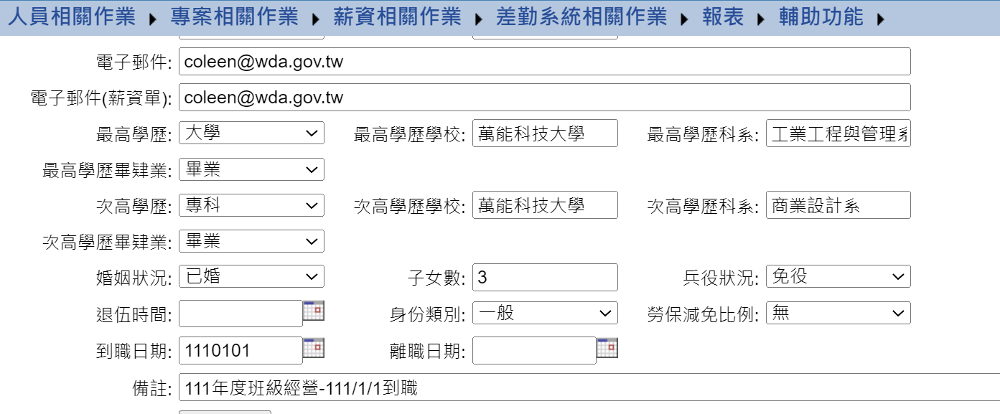 人員相關作業 專案相關作業 薪資相關作業 差勤系統相關作業 報表 輔助功能
電子郵件: coleen@wda.gov.tw
電子郵件(薪資單): coleen@wda.gov.tw
最高學歷: 大學 最高學歷學校: 萬能科技大學 最高學歷科系: 工業工程與管理系
最高學歷畢肄業: 畢業
次高學歷: 專科 次高學歷學校: 萬能科技大學 次高學歷科系: 商業設計系
次高學歷畢肄業: 畢業
婚姻狀況: 已婚 子女數: 3 兵役狀況: 免役
退伍時間: 身份類別: 一般 勞保減免比例: 無
到職日期: 1110101 離職日期:
備註: 111年度班級經營-111/1/1到職